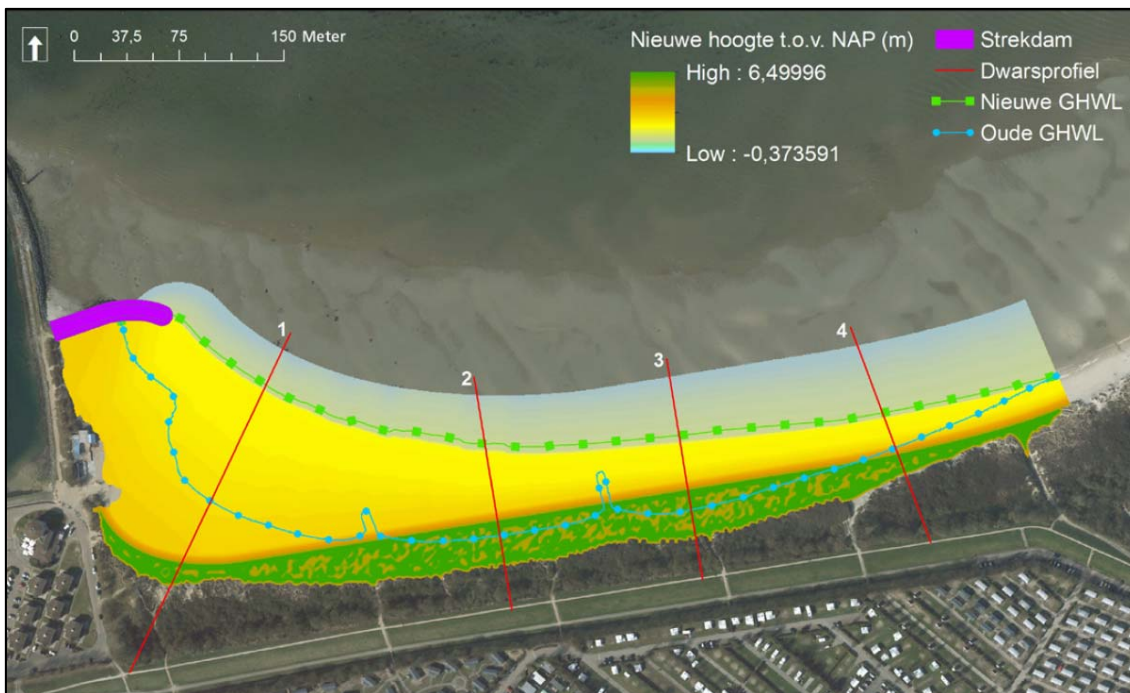 0 37,5 75 150 Meter
Nieuwe hoogte t.o.v. NAP (m)
High : 6,49996
Low : -0,373591
Strekdam
Dwarsprofiel
Nieuwe GHWL
Oude GHWL
1
2
3
4